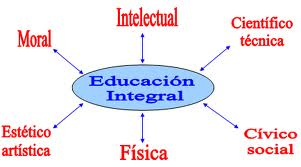 Intelectual
Moral
Científico
técnica
Educación
Integral
Estético
artística
Física
Cívico
social